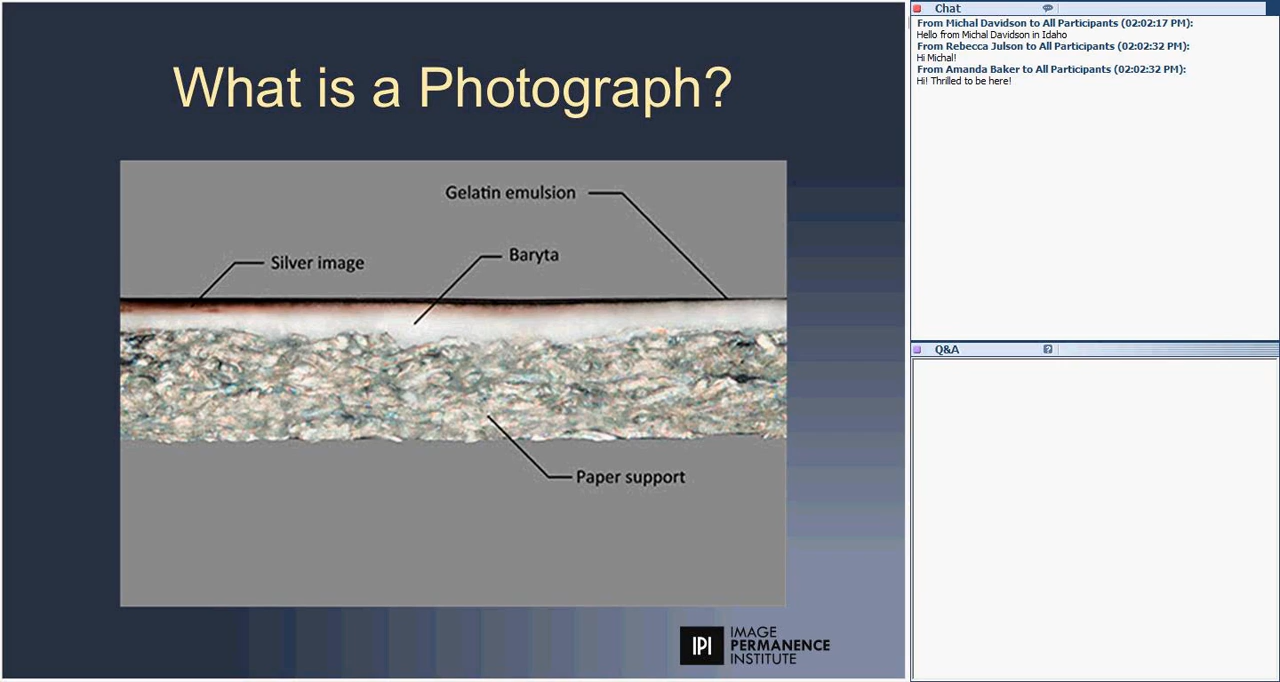 What is a Photograph?
Gelatin emulsion
Baryta
Silver image
Paper support
IPI
IMAGE
PERMANENCE
INSTITUTE
Chat
From Michal Davidson to All Participants (02:02:17 PM):
Hello from Michal Davidson in Idaho
From Rebecca Julson to All Participants (02:02:32 PM):
Hi Michal!
From Amanda Baker to All Participants (02:02:32 PM):
Hi! Thrilled to be here!
Q&A
?